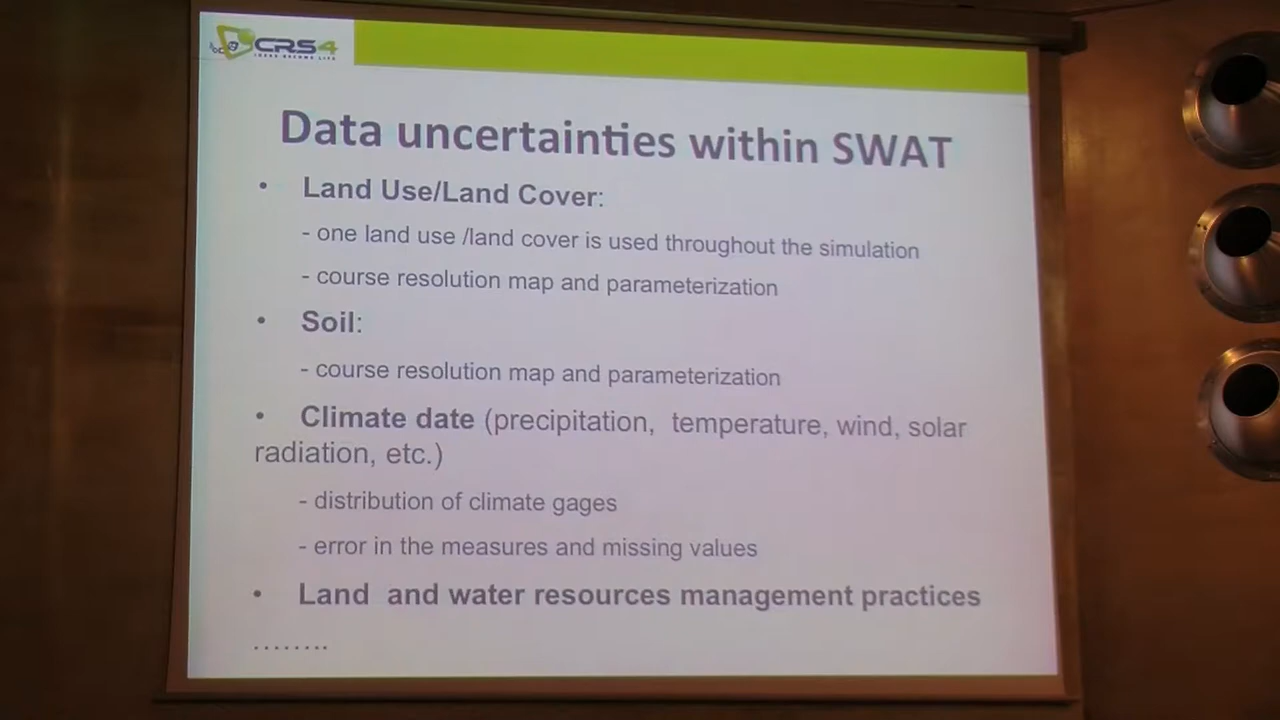 CRS4
Data uncertainties within SWAT
• Land Use/Land Cover:
- one land use /land cover is used throughout the simulation
- course resolution map and parameterization
• Soil:
- course resolution map and parameterization
• Climate date (precipitation, temperature, wind, solar
radiation, etc.)
- distribution of climate gages
- error in the measures and missing values
• Land and water resources management practices
........